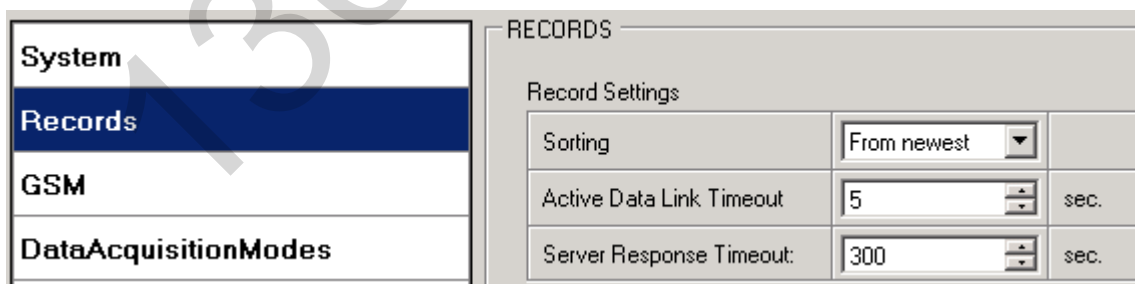 System
Records
GSM
DataAcquisitionModes
RECORDS
Record Settings
Sorting From newest
Active Data Link Timeout 5 sec.
Server Response Timeout: 300 sec.